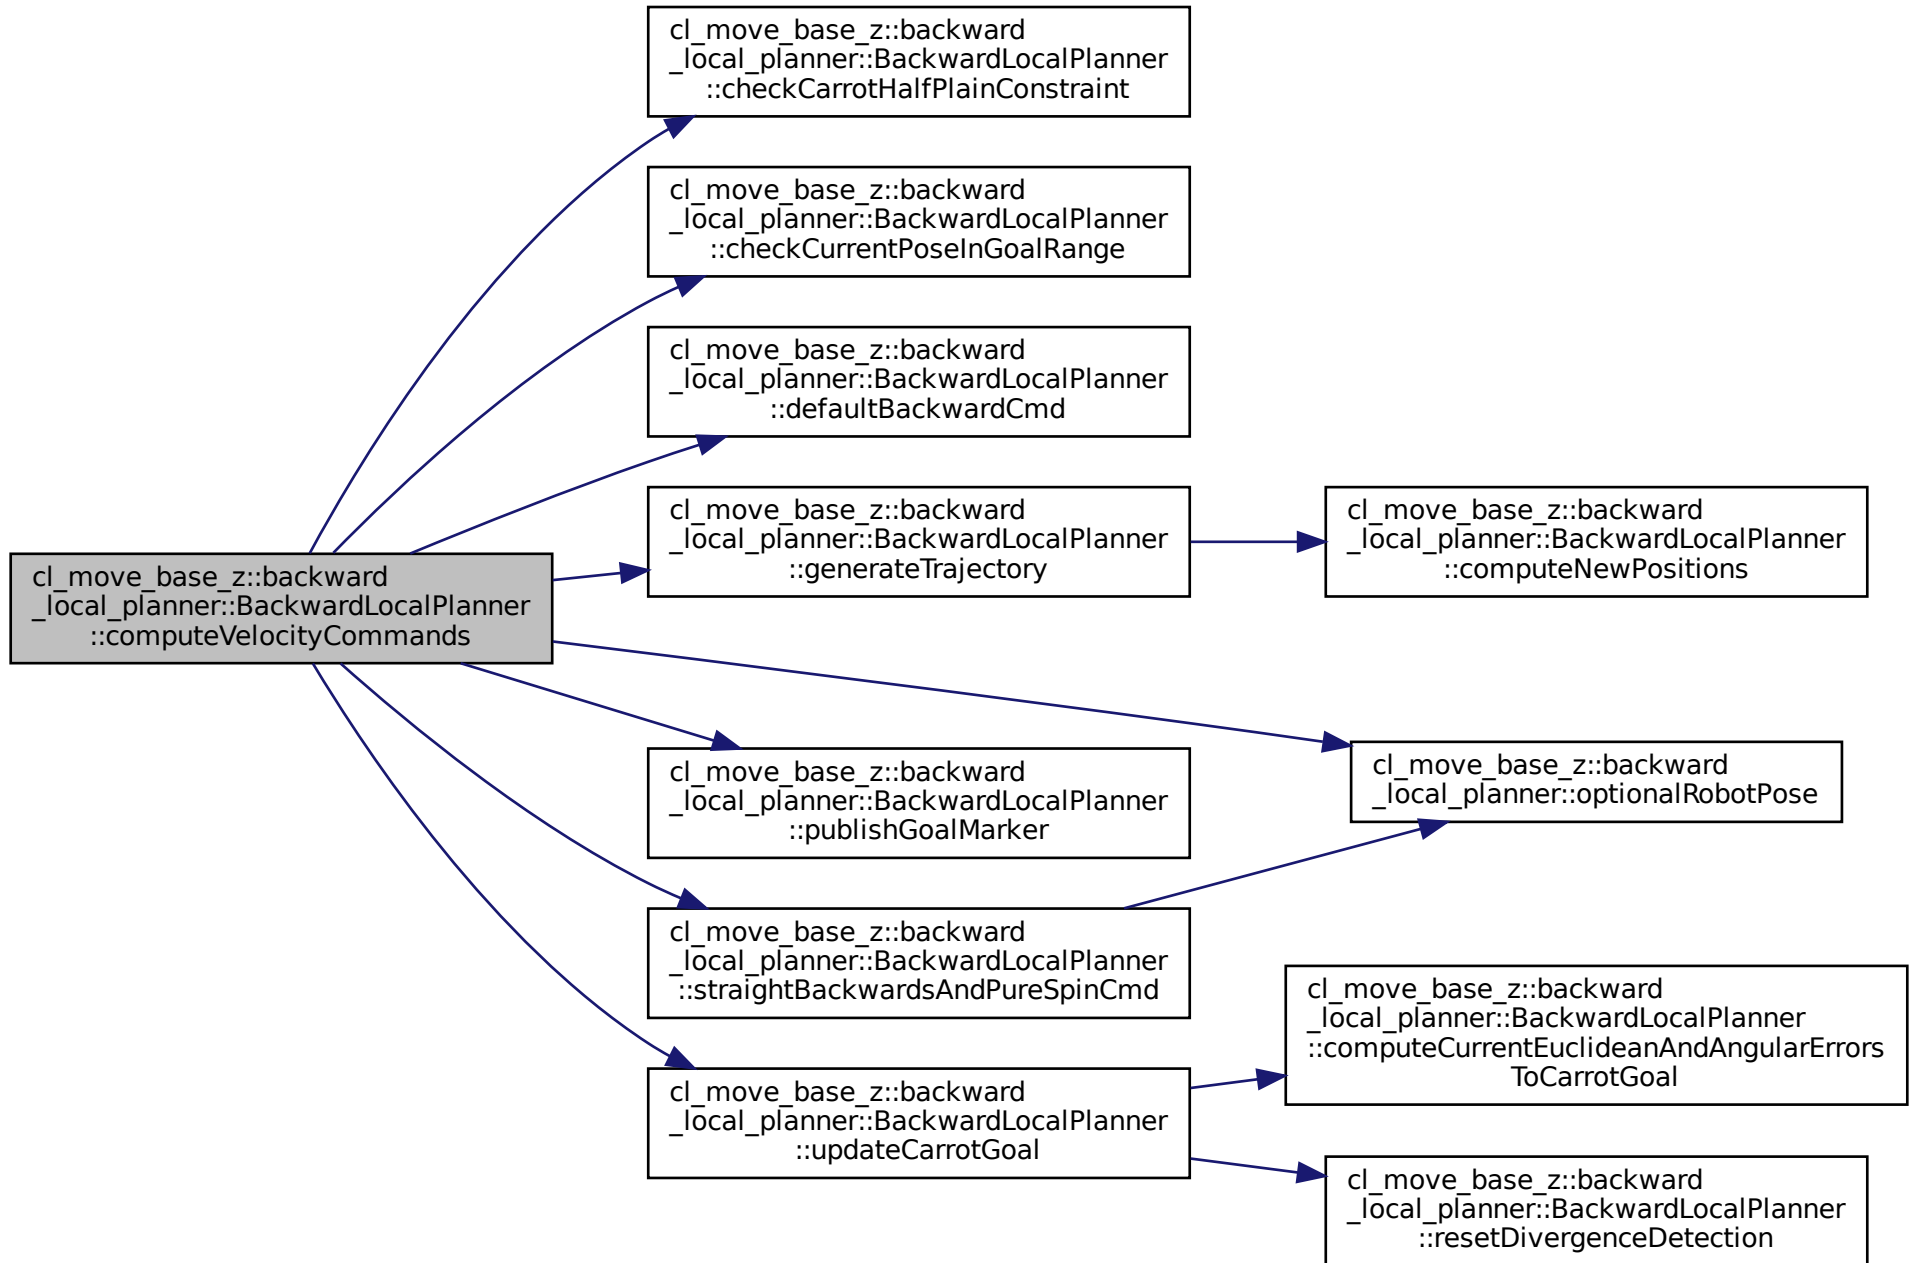 cl_move_base_z::backward
_local_planner::BackwardLocalPlanner
::checkCarrotHalfPlainConstraint
cl_move_base_z::backward
_local_planner::BackwardLocalPlanner
::checkCurrentPoseInGoalRange
cl_move_base_z::backward
_local_planner::BackwardLocalPlanner
::defaultBackwardCmd
cl_move_base_z::backward
_local_planner::BackwardLocalPlanner
::generateTrajectory
cl_move_base_z::backward
_local_planner::BackwardLocalPlanner
::computeNewPositions
cl_move_base_z::backward
_local_planner::BackwardLocalPlanner
::computeVelocityCommands
cl_move_base_z::backward
_local_planner::BackwardLocalPlanner
::publishGoalMarker
cl_move_base_z::backward
_local_planner::optionalRobotPose
cl_move_base_z::backward
_local_planner::BackwardLocalPlanner
::straightBackwardsAndPureSpinCmd
cl_move_base_z::backward
_local_planner::BackwardLocalPlanner
::computeCurrentEuclideanAndAngularErrors
ToCarrotGoal
cl_move_base_z::backward
_local_planner::BackwardLocalPlanner
::updateCarrotGoal
cl_move_base_z::backward
_local_planner::BackwardLocalPlanner
::resetDivergenceDetection